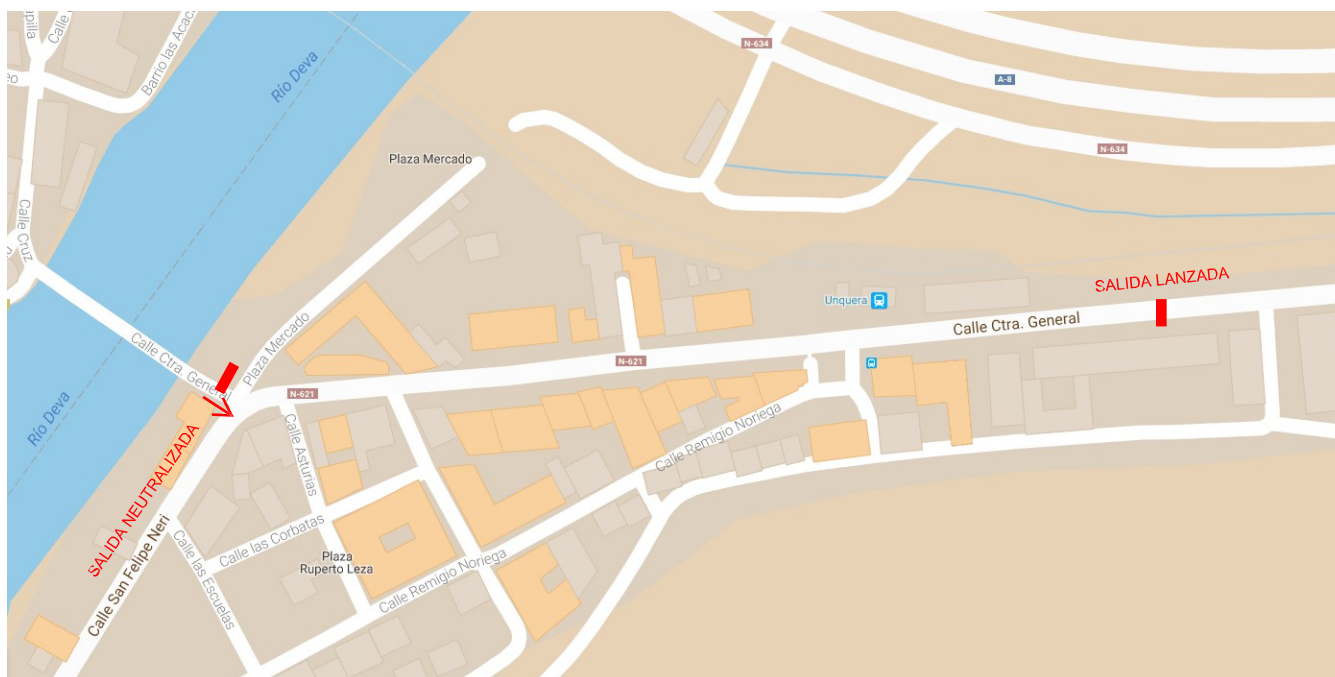 Calle
Barrio las Acac
Río Deva
N-634
A-8
N-634
Plaza Mercado
Calle Cruz
SALIDA LANZADA
Unquera
Calle Ctra. General
Calle Ctra. General
Plaza Mercado
N-621
N-621
Río Deva
SALIDA NEUTRALIZADA
Calle Asturias
Calle Remigio Noriega
Calle San Felipe Neri
Calle las Escuelas
Calle las Corbatas
Plaza
Ruperto Leza
Calle Remigio Noriega